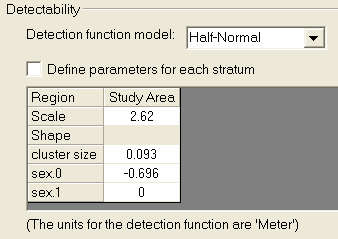 Detectability
Detection function model: Half-Normal
Define parameters for each stratum
Region Study Area
Scale 2.62
Shape
cluster size 0.093
sex.0 -0.696
sex.1 0
(The units for the detection function are 'Meter')